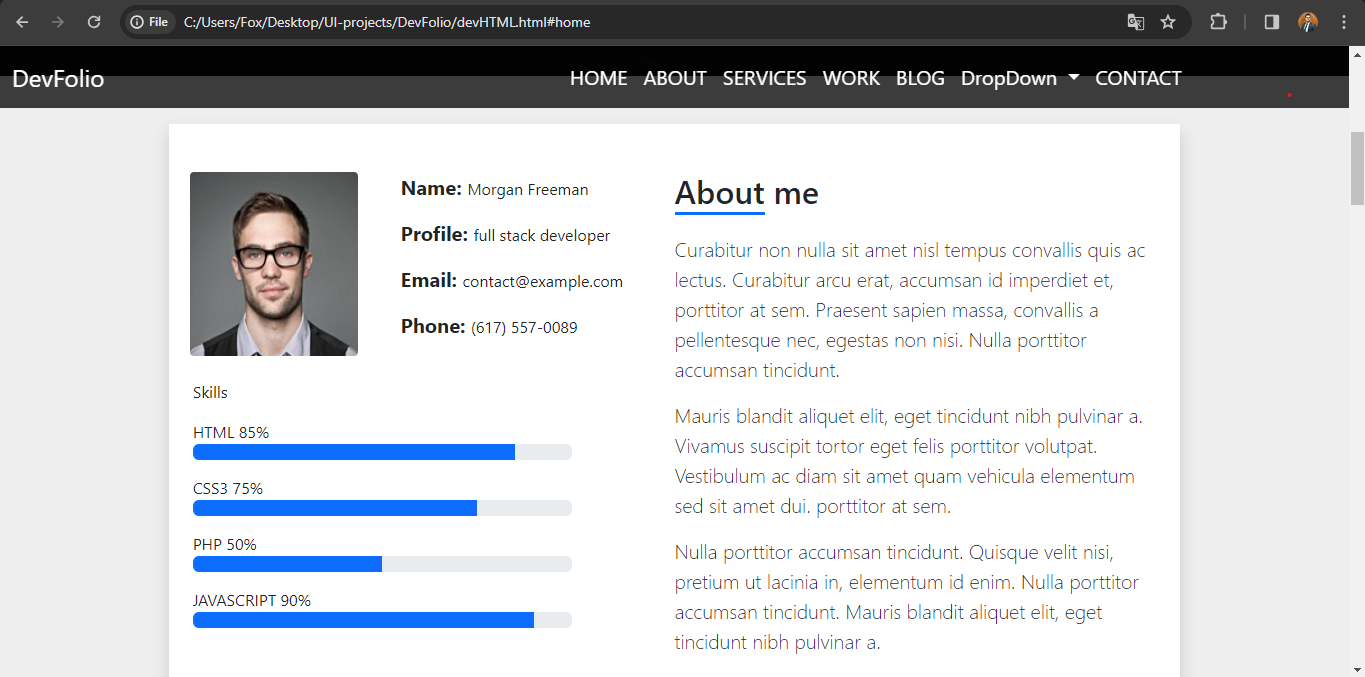 File C:/Users/Fox/Desktop/UI-projects/DevFolio/devHTML.html#home
DevFolio HOME ABOUT SERVICES WORK BLOG DropDown CONTACT
Name: Morgan Freeman
Profile: full stack developer
Email: contact@example.com
Phone: (617) 557-0089
Skills
HTML 85%
CSS3 75%
PHP 50%
JAVASCRIPT 90%
About me
Curabitur non nulla sit amet nisl tempus convallis quis ac
lectus. Curabitur arcu erat, accumsan id imperdiet et,
porttitor at sem. Praesent sapien massa, convallis a
pellentesque nec, egestas non nisi. Nulla porttitor
accumsan tincidunt.
Mauris blandit aliquet elit, eget tincidunt nibh pulvinar a.
Vivamus suscipit tortor eget felis porttitor volutpat.
Vestibulum ac diam sit amet quam vehicula elementum
sed sit amet dui. porttitor at sem.
Nulla porttitor accumsan tincidunt. Quisque velit nisi,
pretium ut lacinia in, elementum id enim. Nulla porttitor
accumsan tincidunt. Mauris blandit aliquet elit, eget
tincidunt nibh pulvinar a.